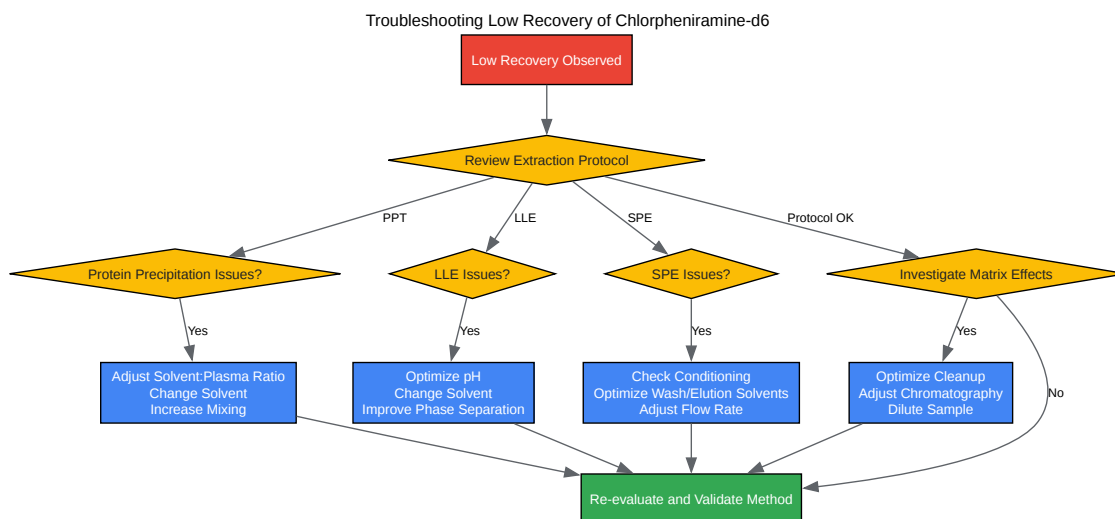 Troubleshooting Low Recovery of Chlorpheniramine-d6
Low Recovery Observed
Review Extraction Protocol
PPT
LLE
SPE
Protocol OK
Protein Precipitation Issues?
LLE Issues?
SPE Issues?
Investigate Matrix Effects
Yes
Yes
Yes
Yes
No
Adjust Solvent:Plasma Ratio
Change Solvent
Increase Mixing
Optimize pH
Change Solvent
Improve Phase Separation
Check Conditioning
Optimize Wash/Elution Solvents
Adjust Flow Rate
Optimize Cleanup
Adjust Chromatography
Dilute Sample
Re-evaluate and Validate Method